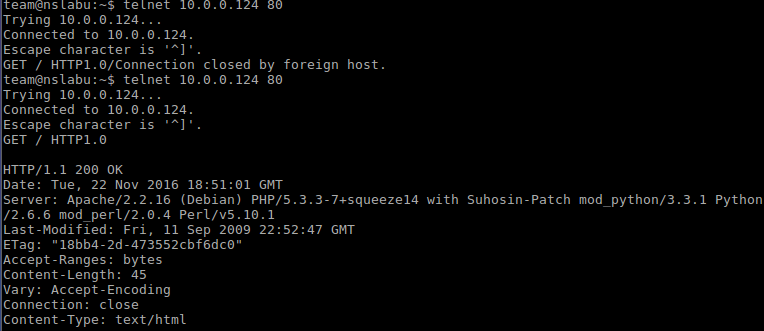 team@nslabu:~$ telnet 10.0.0.124 80
Trying 10.0.0.124...
Connected to 10.0.0.124.
Escape character is '^]'.
GET / HTTP1.0/Connection closed by foreign host.
team@nslabu:~$ telnet 10.0.0.124 80
Trying 10.0.0.124...
Connected to 10.0.0.124.
Escape character is '^]'.
GET / HTTP1.0
HTTP/1.1 200 OK
Date: Tue, 22 Nov 2016 18:51:01 GMT
Server: Apache/2.2.16 (Debian) PHP/5.3.3-7+squeeze14 with Suhosin-Patch mod_python/3.3.1 Python
/2.6.6 mod_perl/2.0.4 Perl/v5.10.1
Last-Modified: Fri, 11 Sep 2009 22:52:47 GMT
ETag: "18bb4-2d-473552cbf6dc0"
Accept-Ranges: bytes
Content-Length: 45
Vary: Accept-Encoding
Connection: close
Content-Type: text/html